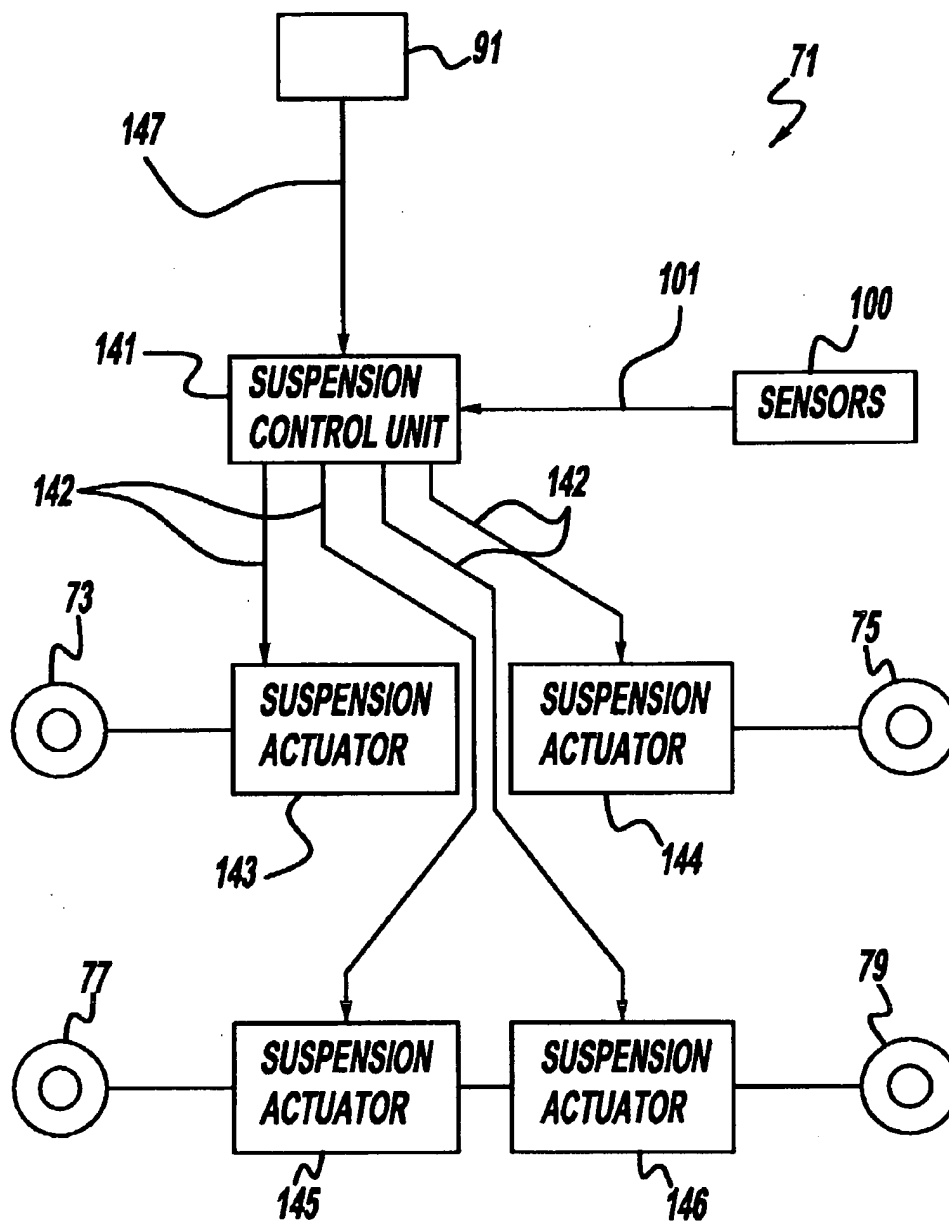 91
71
147
101
100
141
SUSPENSION
CONTROL UNIT
SENSORS
142
142
73
75
SUSPENSION
ACTUATOR
SUSPENSION
ACTUATOR
143
144
77
79
SUSPENSION
ACTUATOR
SUSPENSION
ACTUATOR
145
146